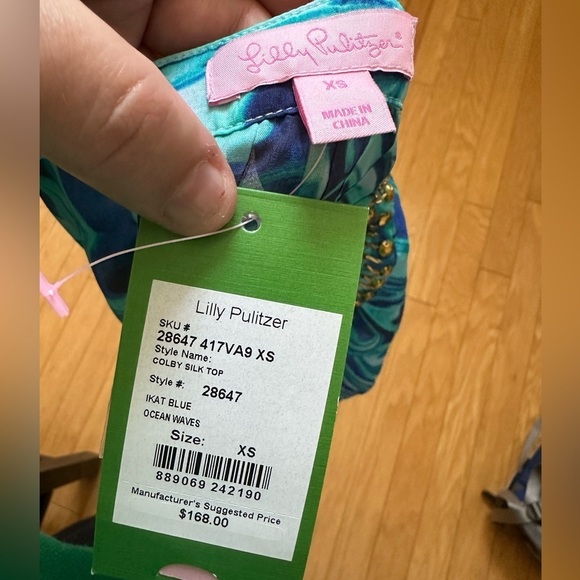 Lilly Pulitzer®
XS
MADE IN
CHINA
Lilly Pulitzer
SKU #
28647 417VA9 XS
Style Name:
COLBY SILK TOP
Style #: 28647
IKAT BLUE
OCEAN WAVES
Size: XS
889069 242190
Manufacturer's Suggested Price
$168.00